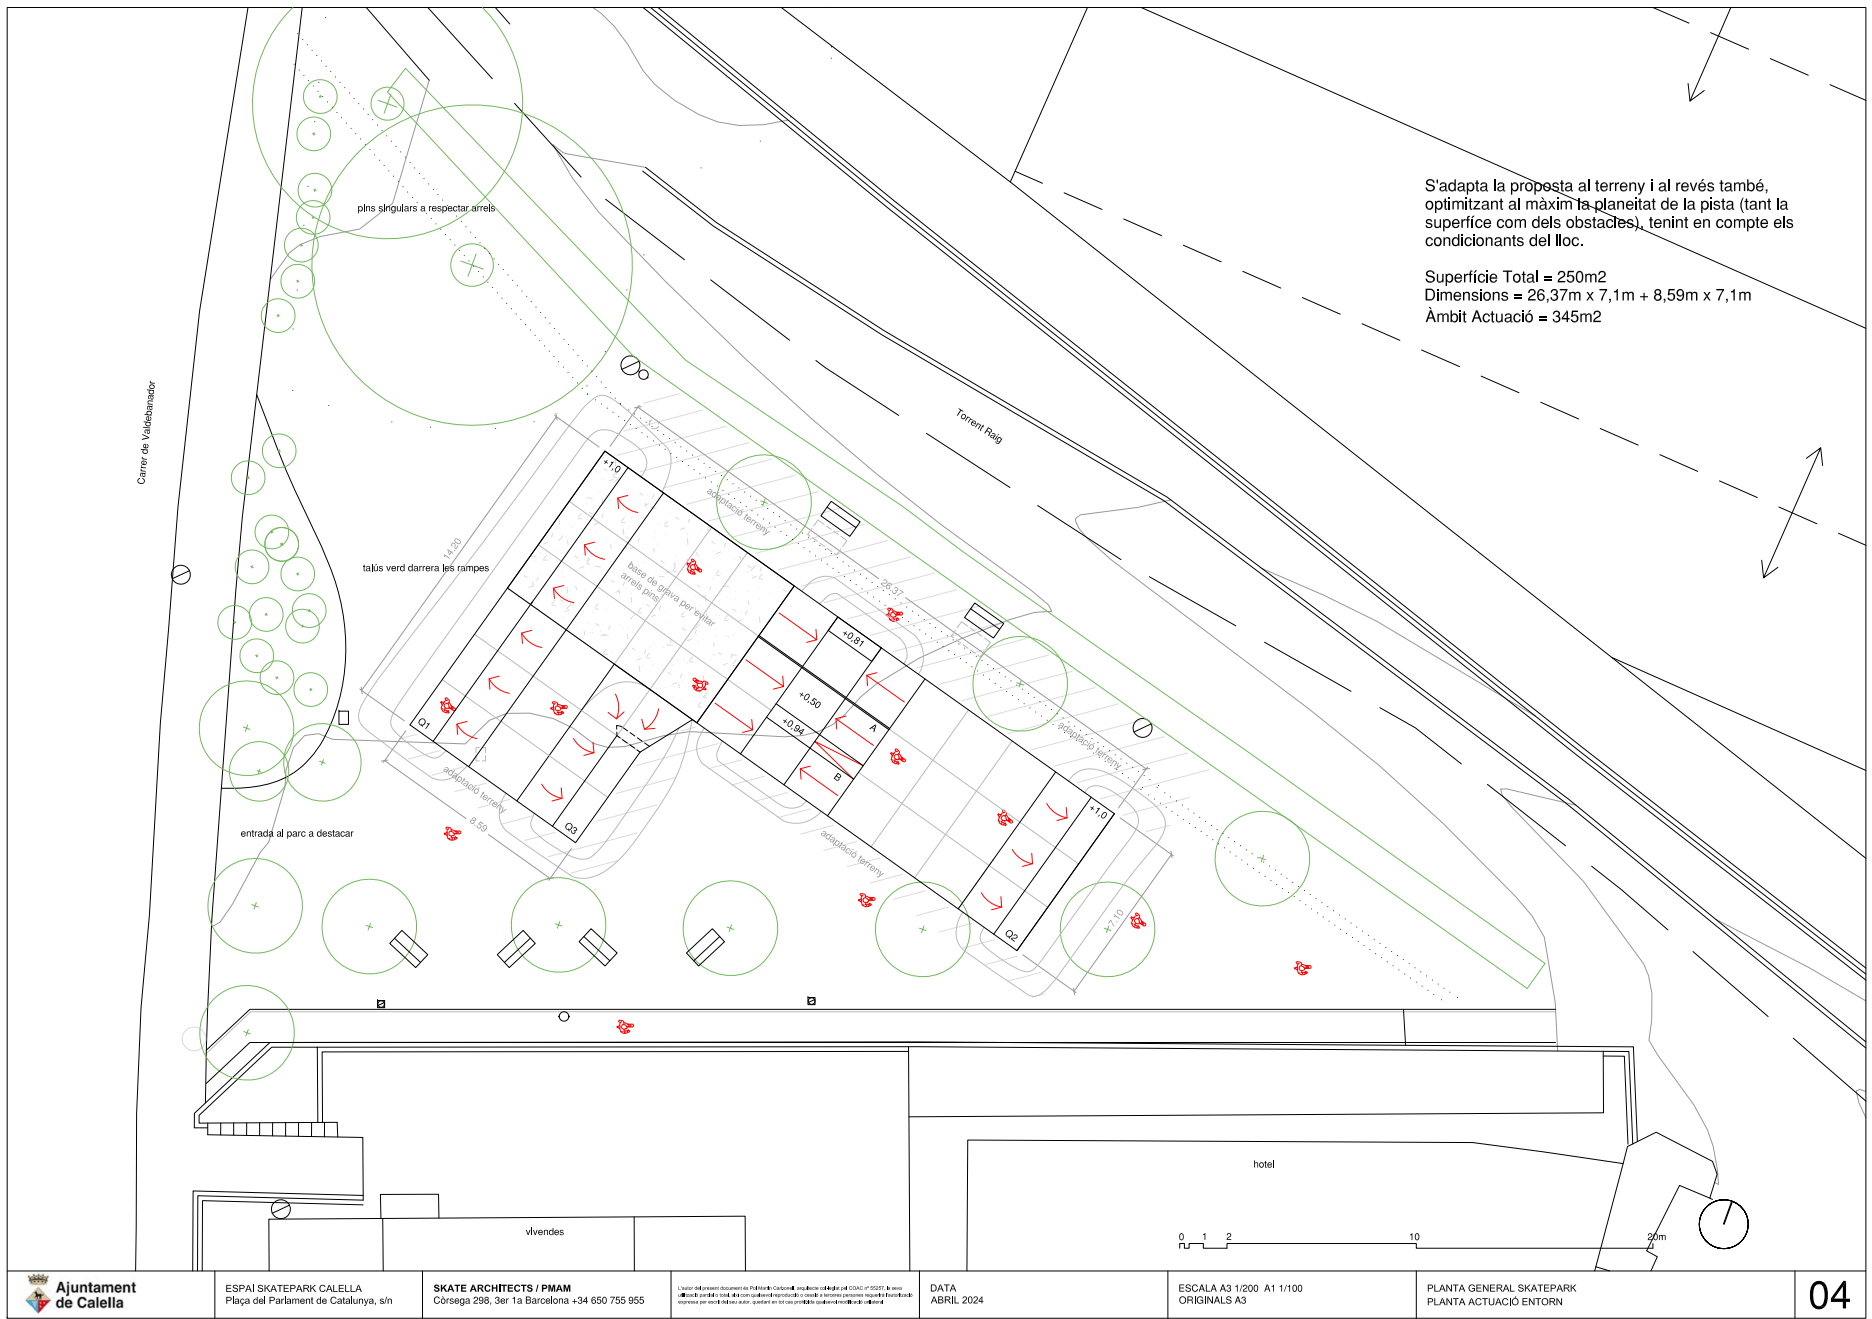 S'adapta la proposta al terreny i al revés també,
optimitzant al màxim la planeitat de la pista (tant la
superfíce com dels obstacles), tenint en compte els
condicionants del lloc.
Superfície Total = 250m2
Dimensions = 26,37m x 7,1m + 8,59m x 7,1m
Àmbit Actuació = 345m2
pins singulars a respectar arrels
Carrer de Valdebanador
Torrent Raig
+1,0
adaptació terreny
14.20
talús verd darrera les rampes
base de grava per evitar
arrels pins
26.37
+0,81
+0,50
+0,94
A
B
Q1
adaptació terreny
adaptació terreny
+1,0
8.59
Q3
entrada al parc a destacar
adaptació terreny
7.10
Q2
hotel
vivendes
0 1 2 10 20m
Ajuntament
de Calella
ESPAI SKATEPARK CALELLA
Plaça del Parlament de Catalunya, s/n
SKATE ARCHITECTS / PMAM
Còrsega 298, 3er 1a Barcelona +34 650 755 955
DATA
ABRIL 2024
ESCALA A3 1/200 A1 1/100
ORIGINALS A3
PLANTA GENERAL SKATEPARK
PLANTA ACTUACIÓ ENTORN
04